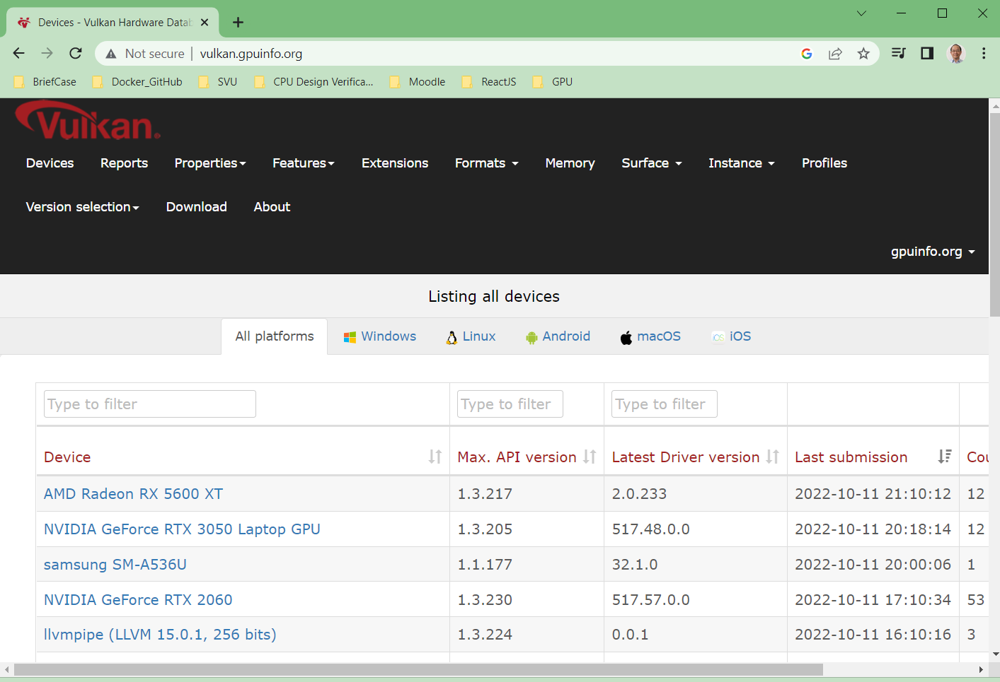 Devices - Vulkan Hardware Datab
Not secure | vulkan.gpuinfo.org
BriefCase Docker_GitHub SVU CPU Design Verifica... Moodle ReactJS GPU
Vulkan®
Devices Reports Properties Features Extensions Formats Memory Surface Instance Profiles
Version selection Download About
gpuinfo.org
Listing all devices
All platforms Windows Linux Android macOS iOS
Type to filter Type to filter Type to filter
Device Max. API version Latest Driver version Last submission Cou
AMD Radeon RX 5600 XT 1.3.217 2.0.233 2022-10-11 21:10:12 12
NVIDIA GeForce RTX 3050 Laptop GPU 1.3.205 517.48.0.0 2022-10-11 20:18:14 12
samsung SM-A536U 1.1.177 32.1.0 2022-10-11 20:00:06 1
NVIDIA GeForce RTX 2060 1.3.230 517.57.0.0 2022-10-11 17:10:34 53
llvmpipe (LLVM 15.0.1, 256 bits) 1.3.224 0.0.1 2022-10-11 16:10:16 3